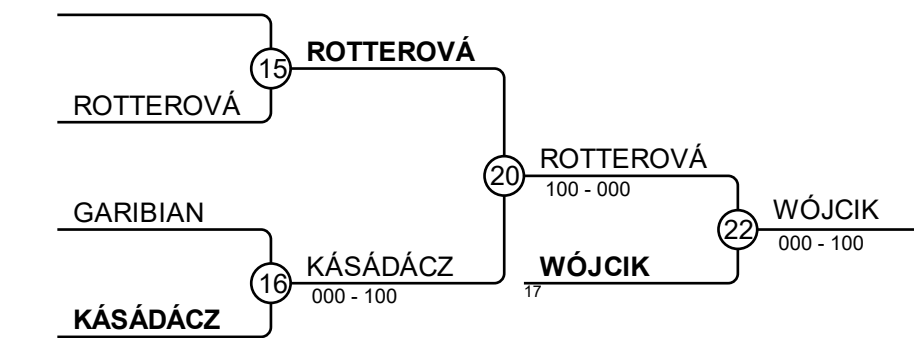 15
ROTTEROVÁ
ROTTEROVÁ
20
ROTTEROVÁ
100 - 000
GARIBIAN
22
WÓJCIK
000 - 100
16
KÁSÁDÁCZ
000 - 100
WÓJCIK
17
KÁSÁDÁCZ